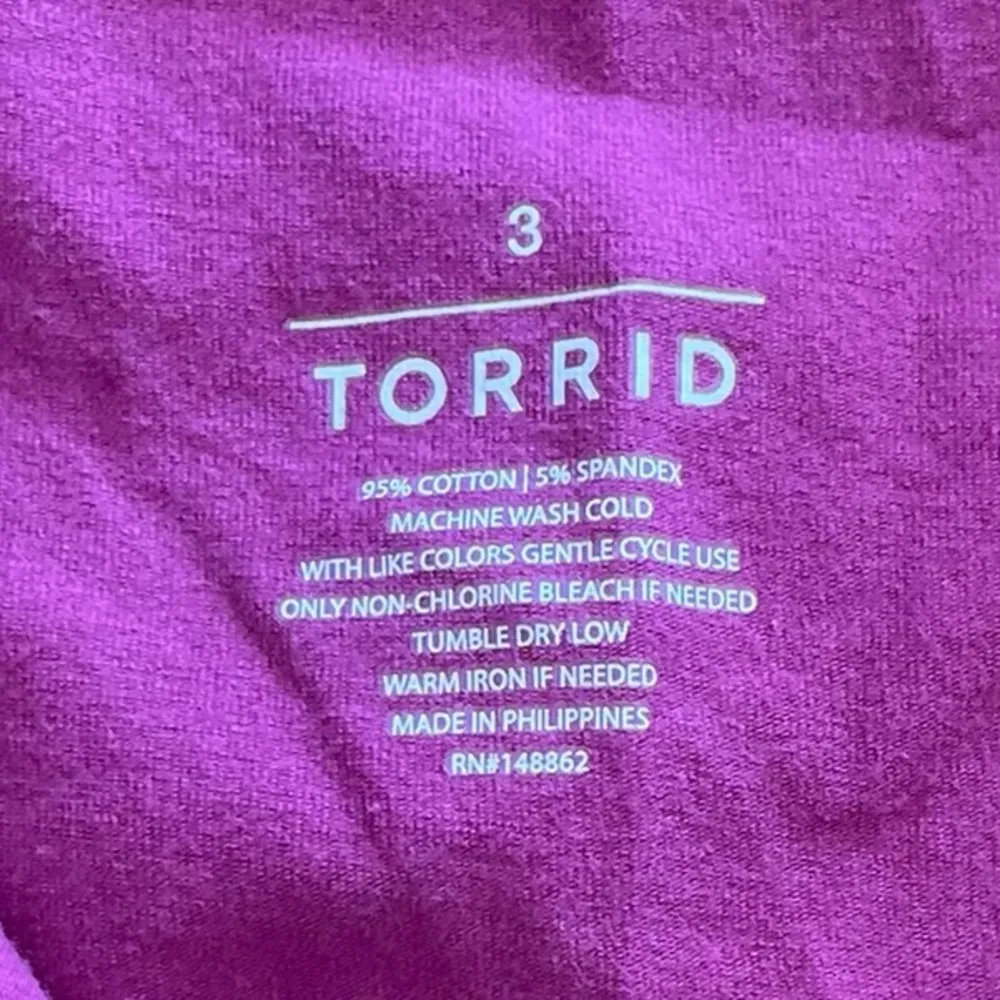 3
TORRID
95% COTTON | 5% SPANDEX
MACHINE WASH COLD
WITH LIKE COLORS GENTLE CYCLE USE
ONLY NON-CHLORINE BLEACH IF NEEDED
TUMBLE DRY LOW
WARM IRON IF NEEDED
MADE IN PHILIPPINES
RN#148862